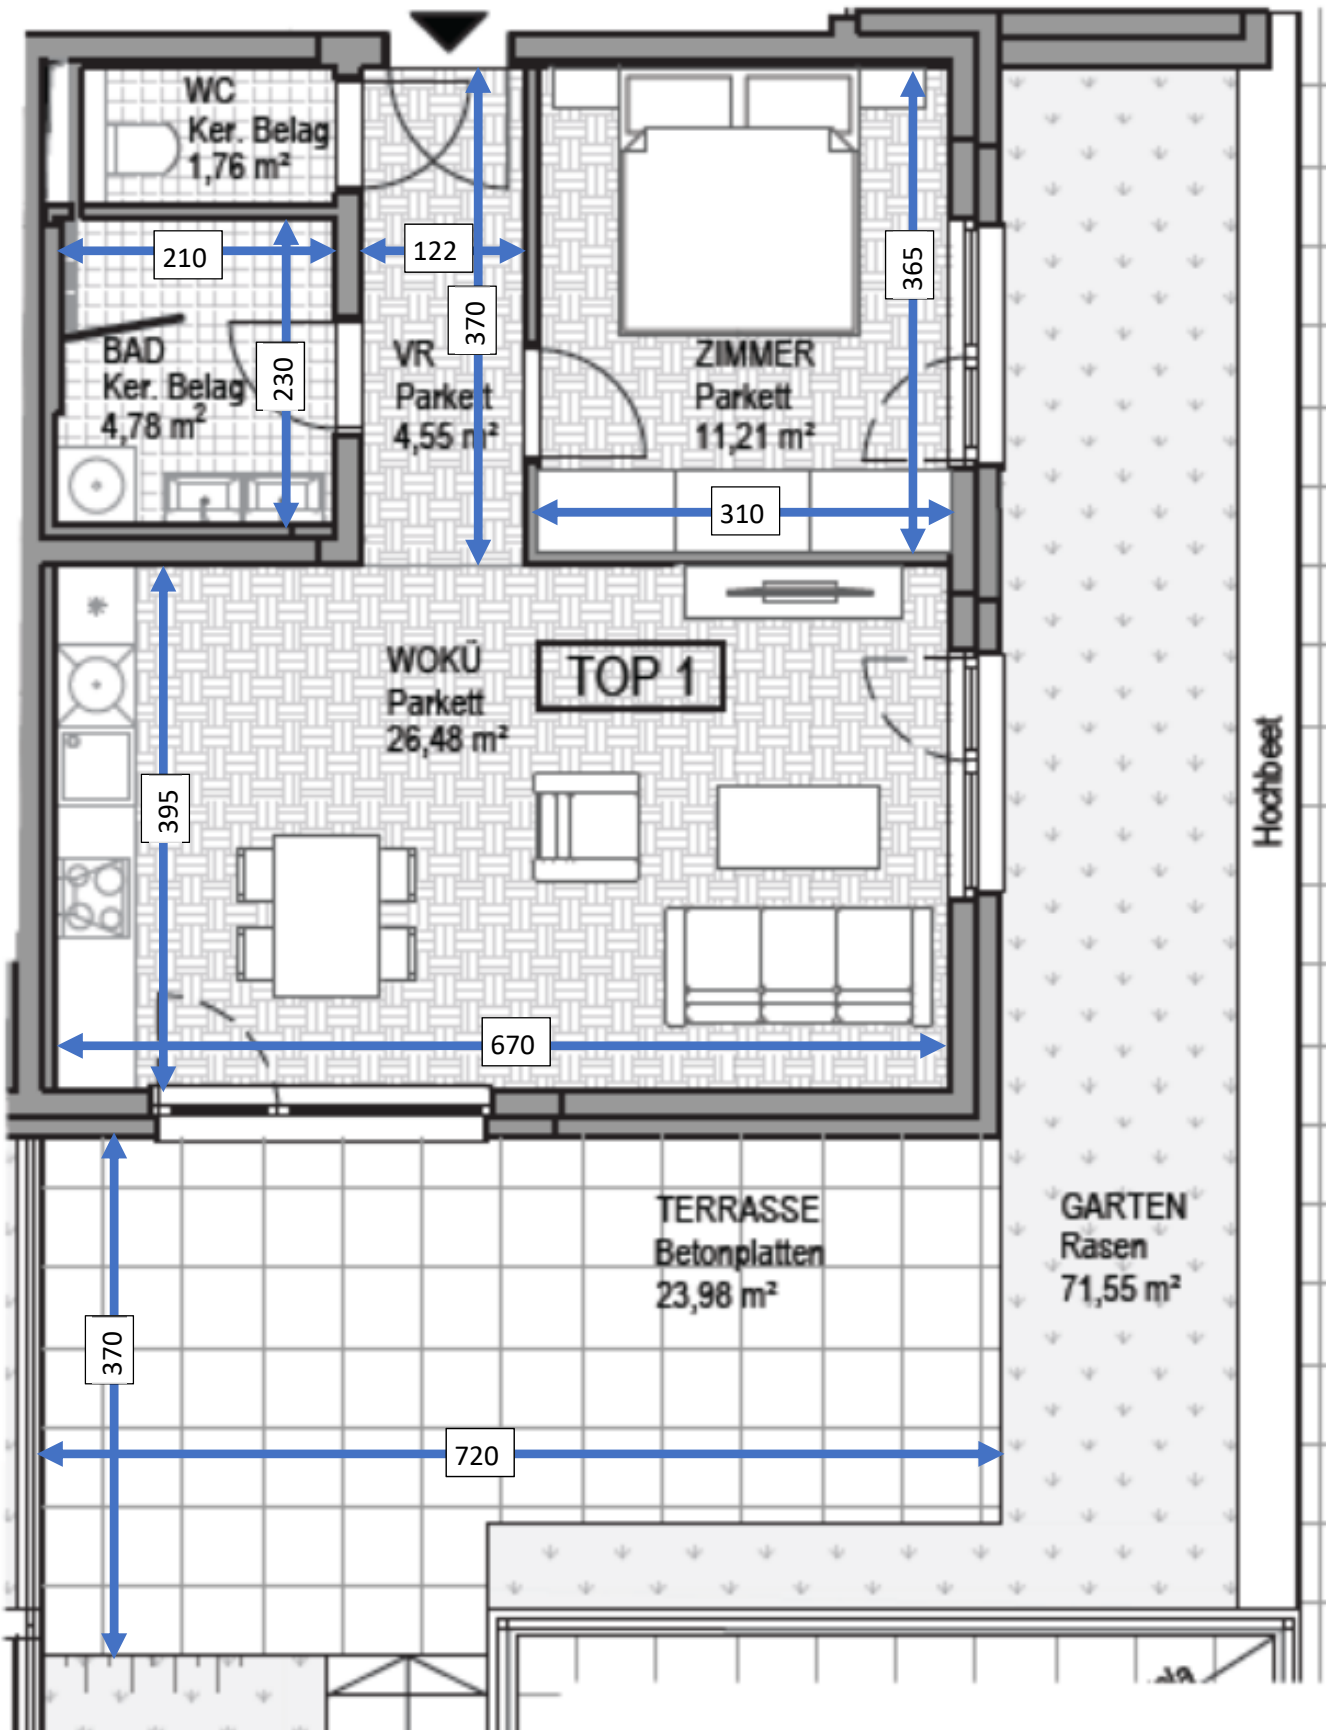 WC
Ker. Belag
1,76 m²
210
122
370
365
230
BAD
Ker. Belag
4,78 m²
VR
Parkett
4,55 m²
ZIMMER
Parkett
11,21 m²
310
WOKÜ
Parkett
26,48 m²
TOP 1
395
Hochbeet
670
TERRASSE
Betonplatten
23,98 m²
GARTEN
Rasen
71,55 m²
370
720